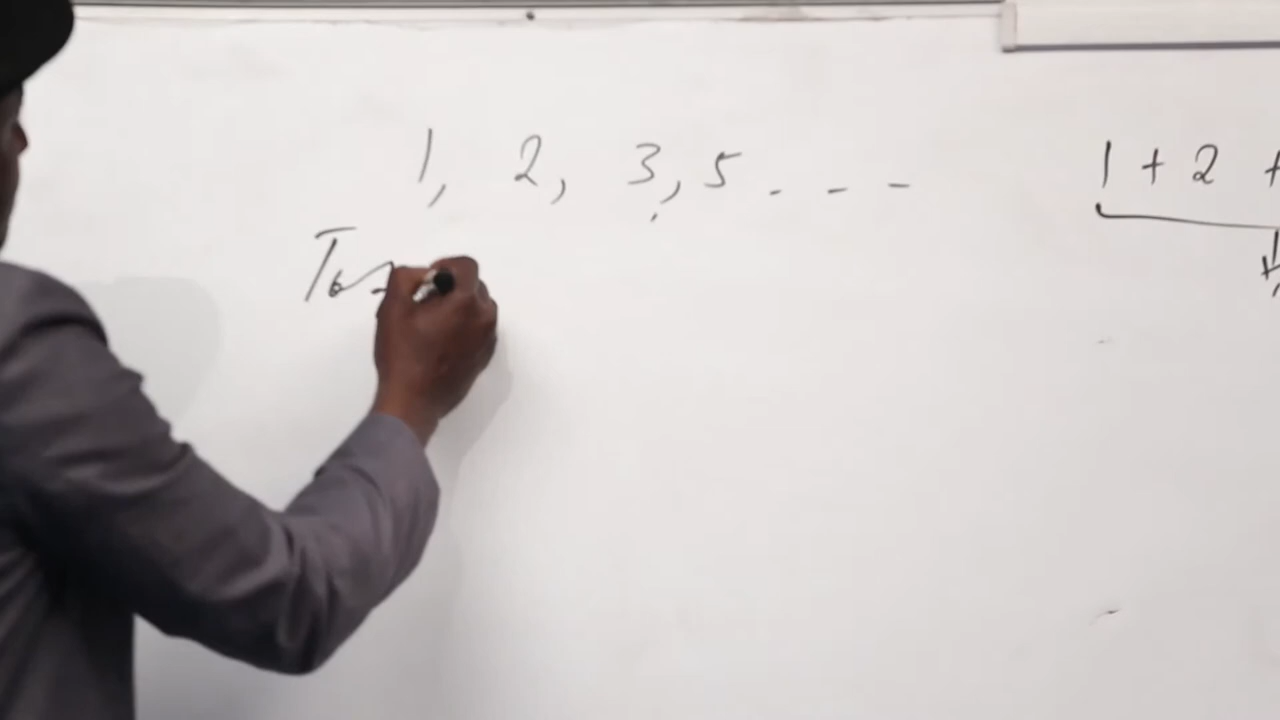 1, 2, 3, 5 . - -
1 + 2 +